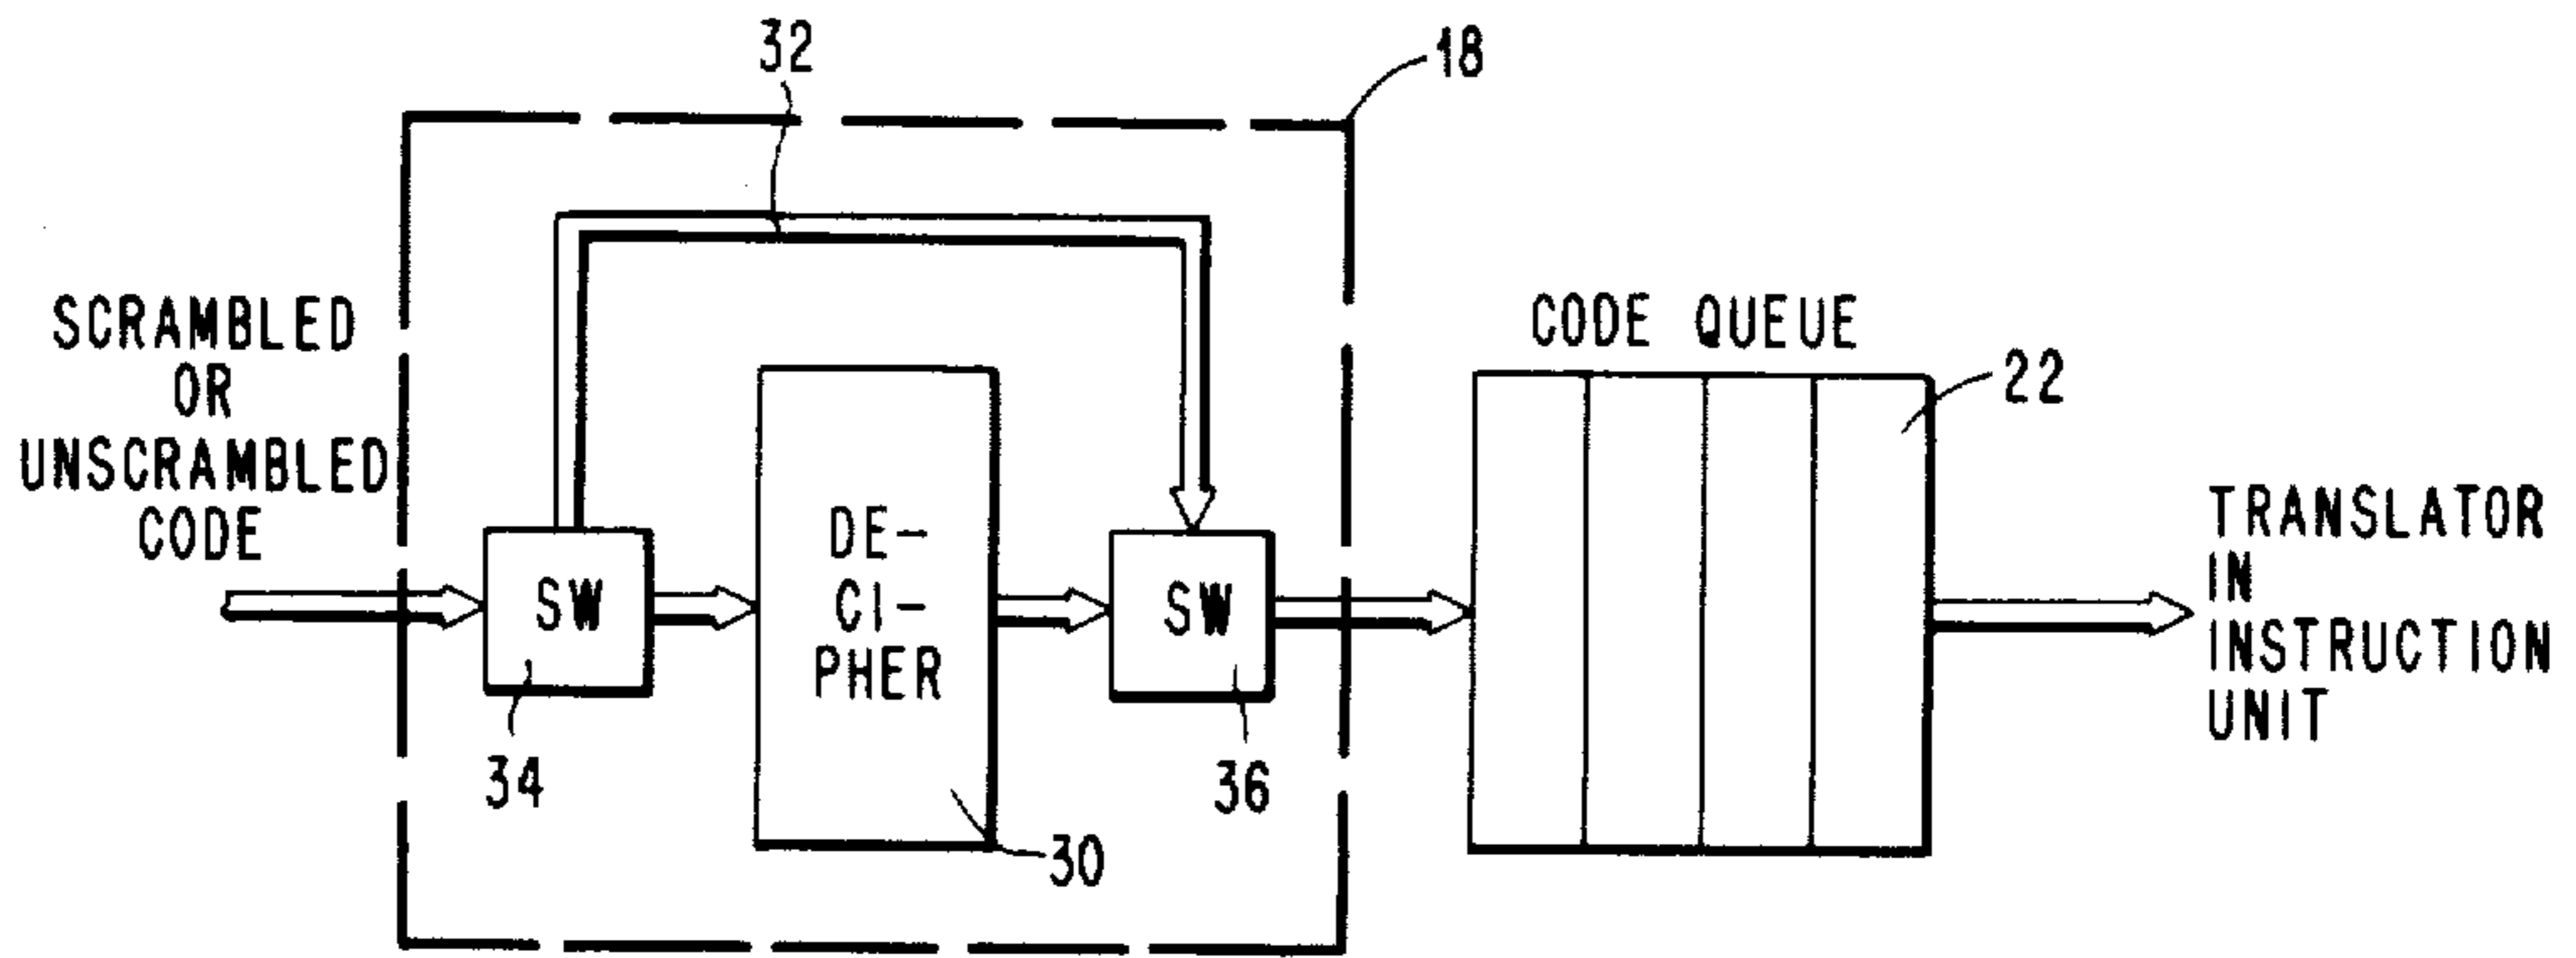 32
18
SCRAMBLED
OR
UNSCRAMBLED
CODE
SW
34
DE-
CI-
PHER
30
SW
36
CODE QUEUE
22
TRANSLATOR
IN
INSTRUCTION
UNIT